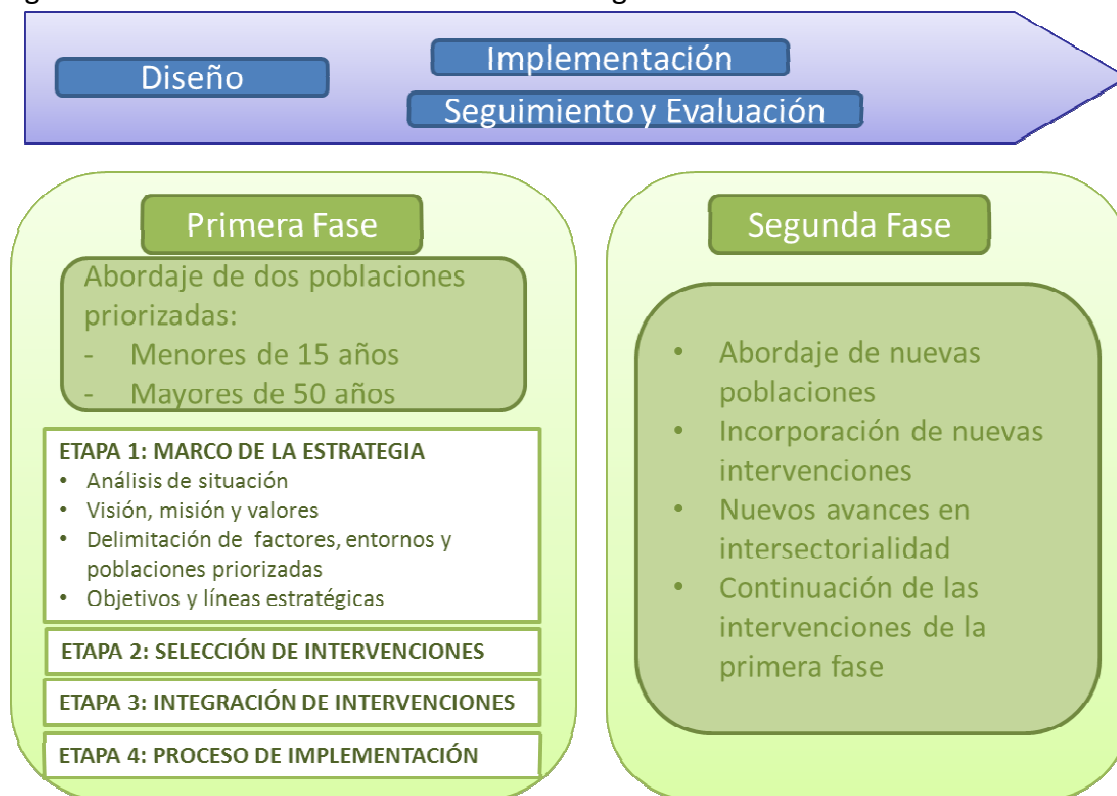 Diseño
Implementación
Seguimiento y Evaluación
Primera Fase
Abordaje de dos poblaciones
priorizadas:
- Menores de 15 años
- Mayores de 50 años
ETAPA 1: MARCO DE LA ESTRATEGIA
• Análisis de situación
• Visión, misión y valores
• Delimitación de factores, entornos y
poblaciones priorizadas
• Objetivos y líneas estratégicas
ETAPA 2: SELECCIÓN DE INTERVENCIONES
ETAPA 3: INTEGRACIÓN DE INTERVENCIONES
ETAPA 4: PROCESO DE IMPLEMENTACIÓN
Segunda Fase
• Abordaje de nuevas
poblaciones
• Incorporación de nuevas
intervenciones
• Nuevos avances en
intersectorialidad
• Continuación de las
intervenciones de la
primera fase